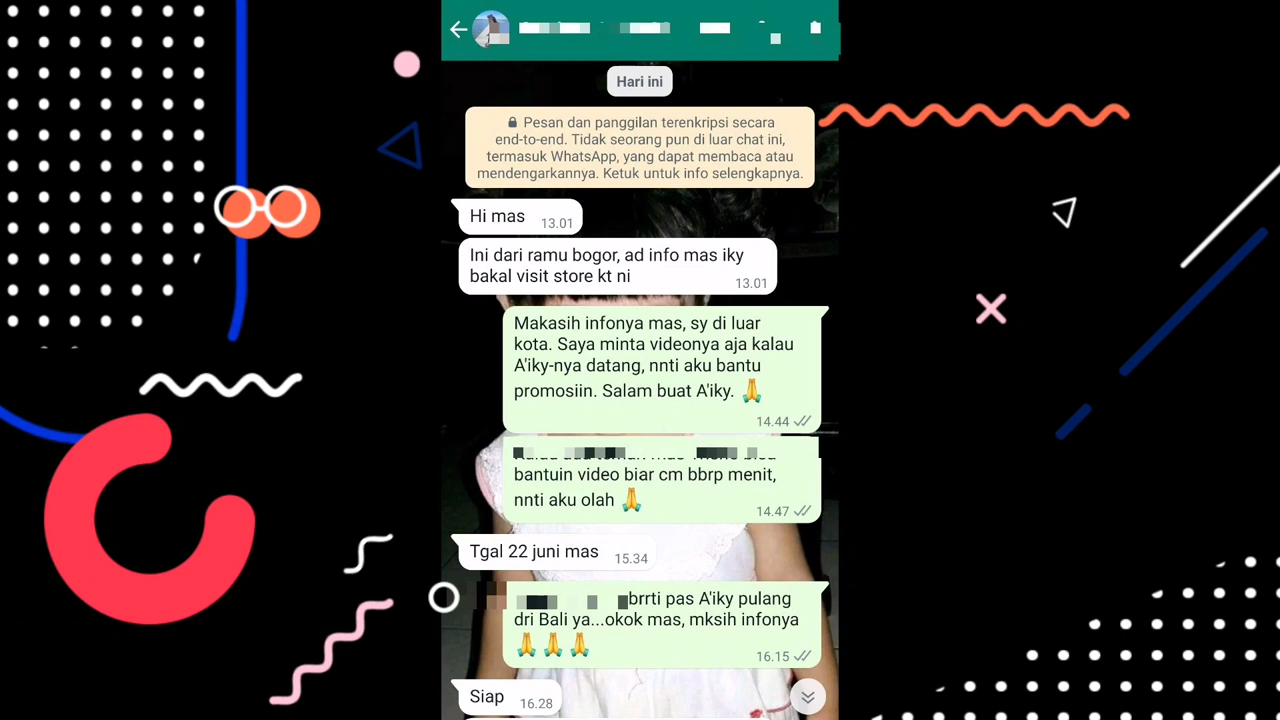 Hari ini
Pesan dan panggilan terenkripsi secara
end-to-end. Tidak seorang pun di luar chat ini,
termasuk WhatsApp, yang dapat membaca atau
mendengarkannya. Ketuk untuk info selengkapnya.
Hi mas
13.01
Ini dari ramu bogor, ad info mas iky
bakal visit store kt ni
13.01
Makasih infonya mas, sy di luar
kota. Saya minta videonya aja kalau
A'iky-nya datang, nnti aku bantu
promosiin. Salam buat A'iky. 🙏
14.44
bantuin video biar cm bbrp menit,
nnti aku olah 🙏
14.47
Tgal 22 juni mas
15.34
brrti pas A'iky pulang
dri Bali ya...okok mas, mksih infonya
🙏🙏🙏
16.15
Siap
16.28